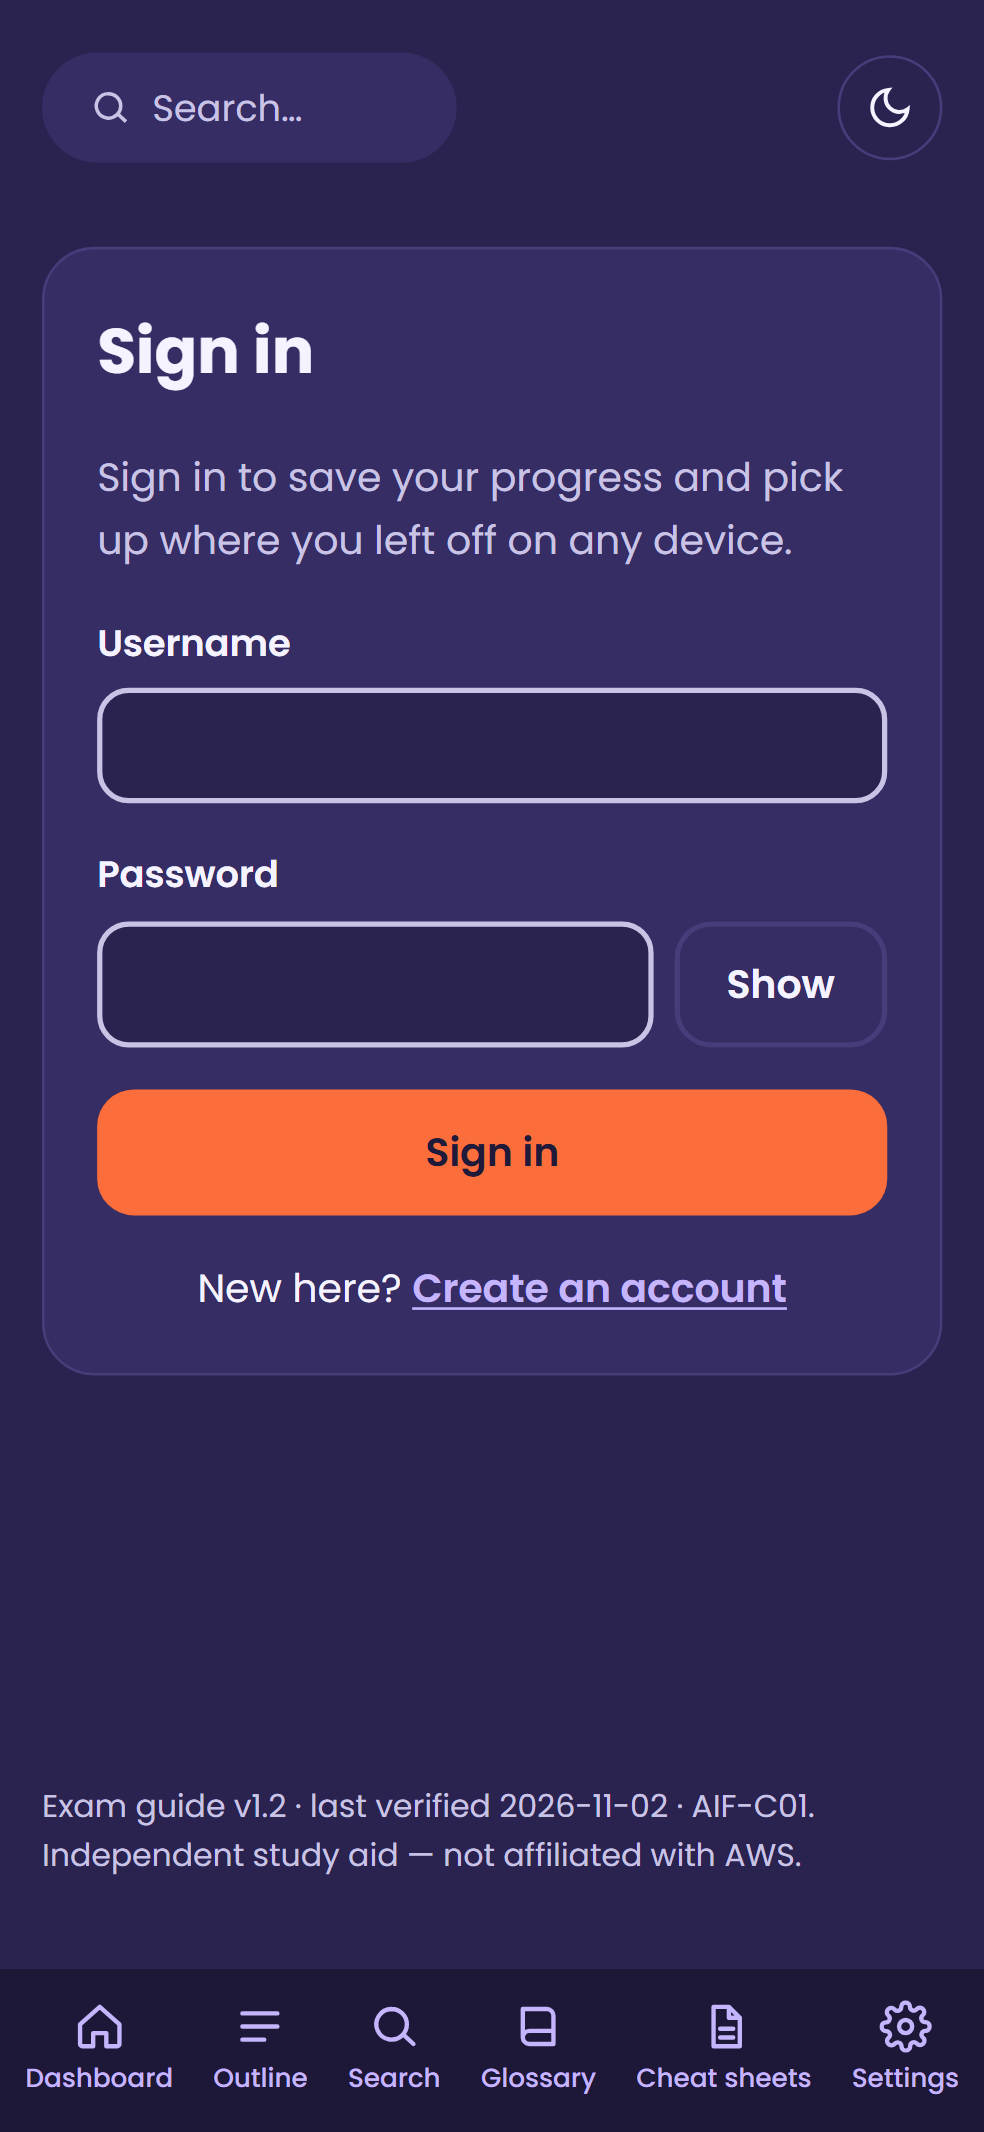 Search...
Sign in
Sign in to save your progress and pick
up where you left off on any device.
Username
Password
Show
Sign in
New here? Create an account
Exam guide v1.2 · last verified 2026-11-02 · AIF-C01.
Independent study aid — not affiliated with AWS.
Dashboard Outline Search Glossary Cheat sheets Settings